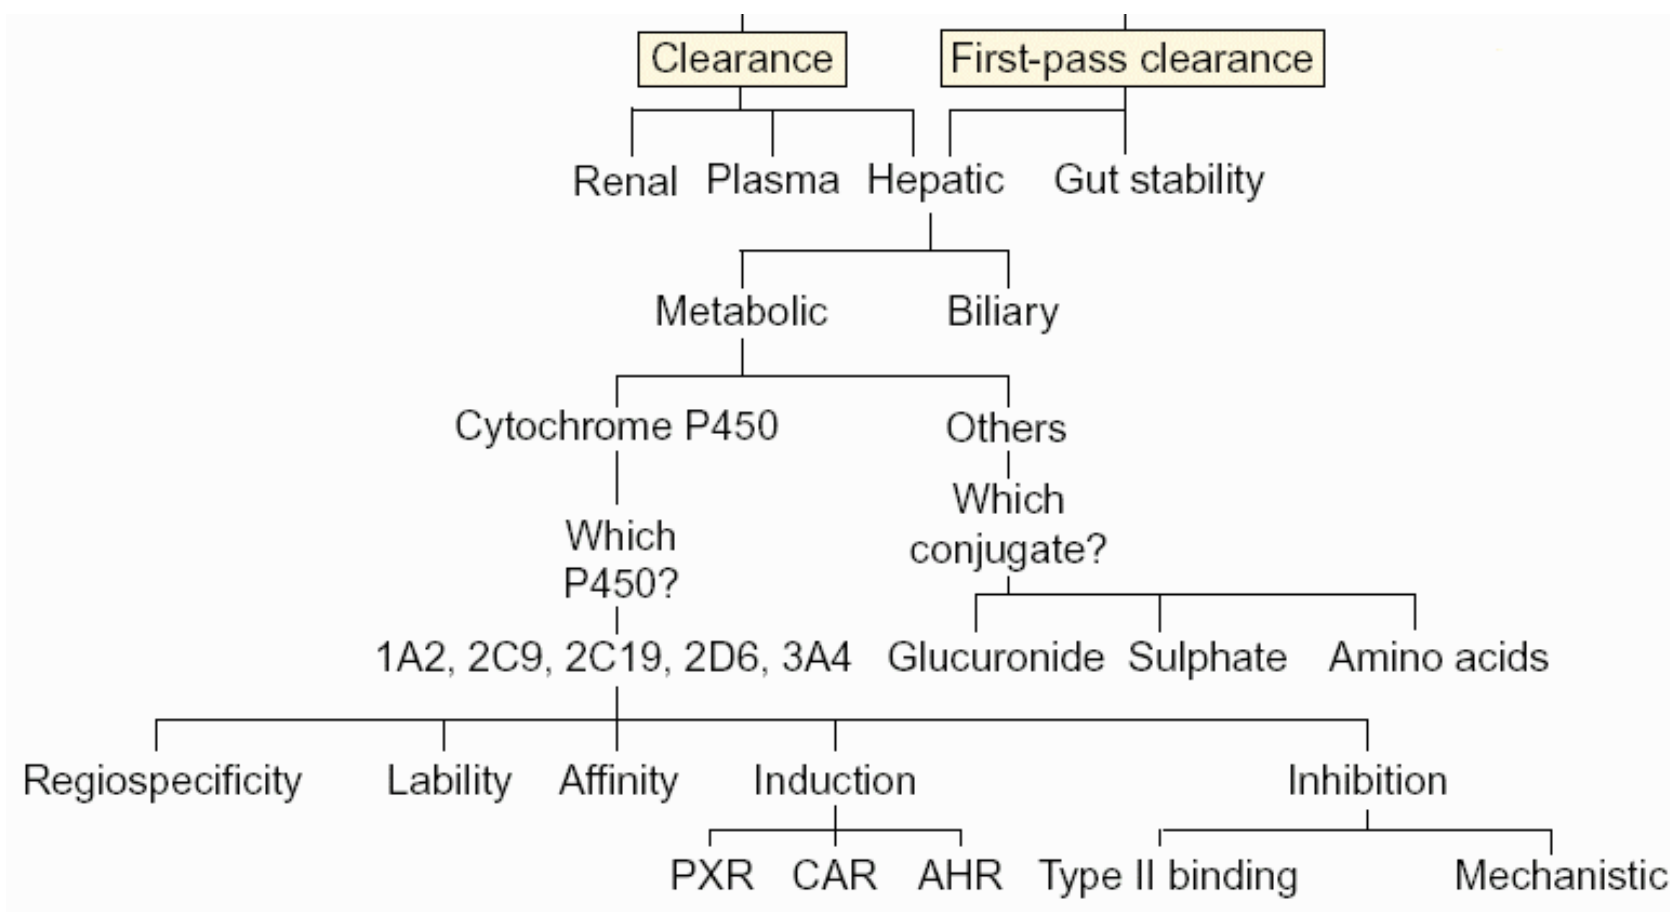 Clearance
First-pass clearance
Renal
Plasma
Hepatic
Gut stability
Metabolic
Biliary
Cytochrome P450
Others
Which
conjugate?
Which
P450?
1A2, 2C9, 2C19, 2D6, 3A4
Glucuronide
Sulphate
Amino acids
Regiospecificity
Lability
Affinity
Induction
Inhibition
PXR
CAR
AHR
Type II binding
Mechanistic